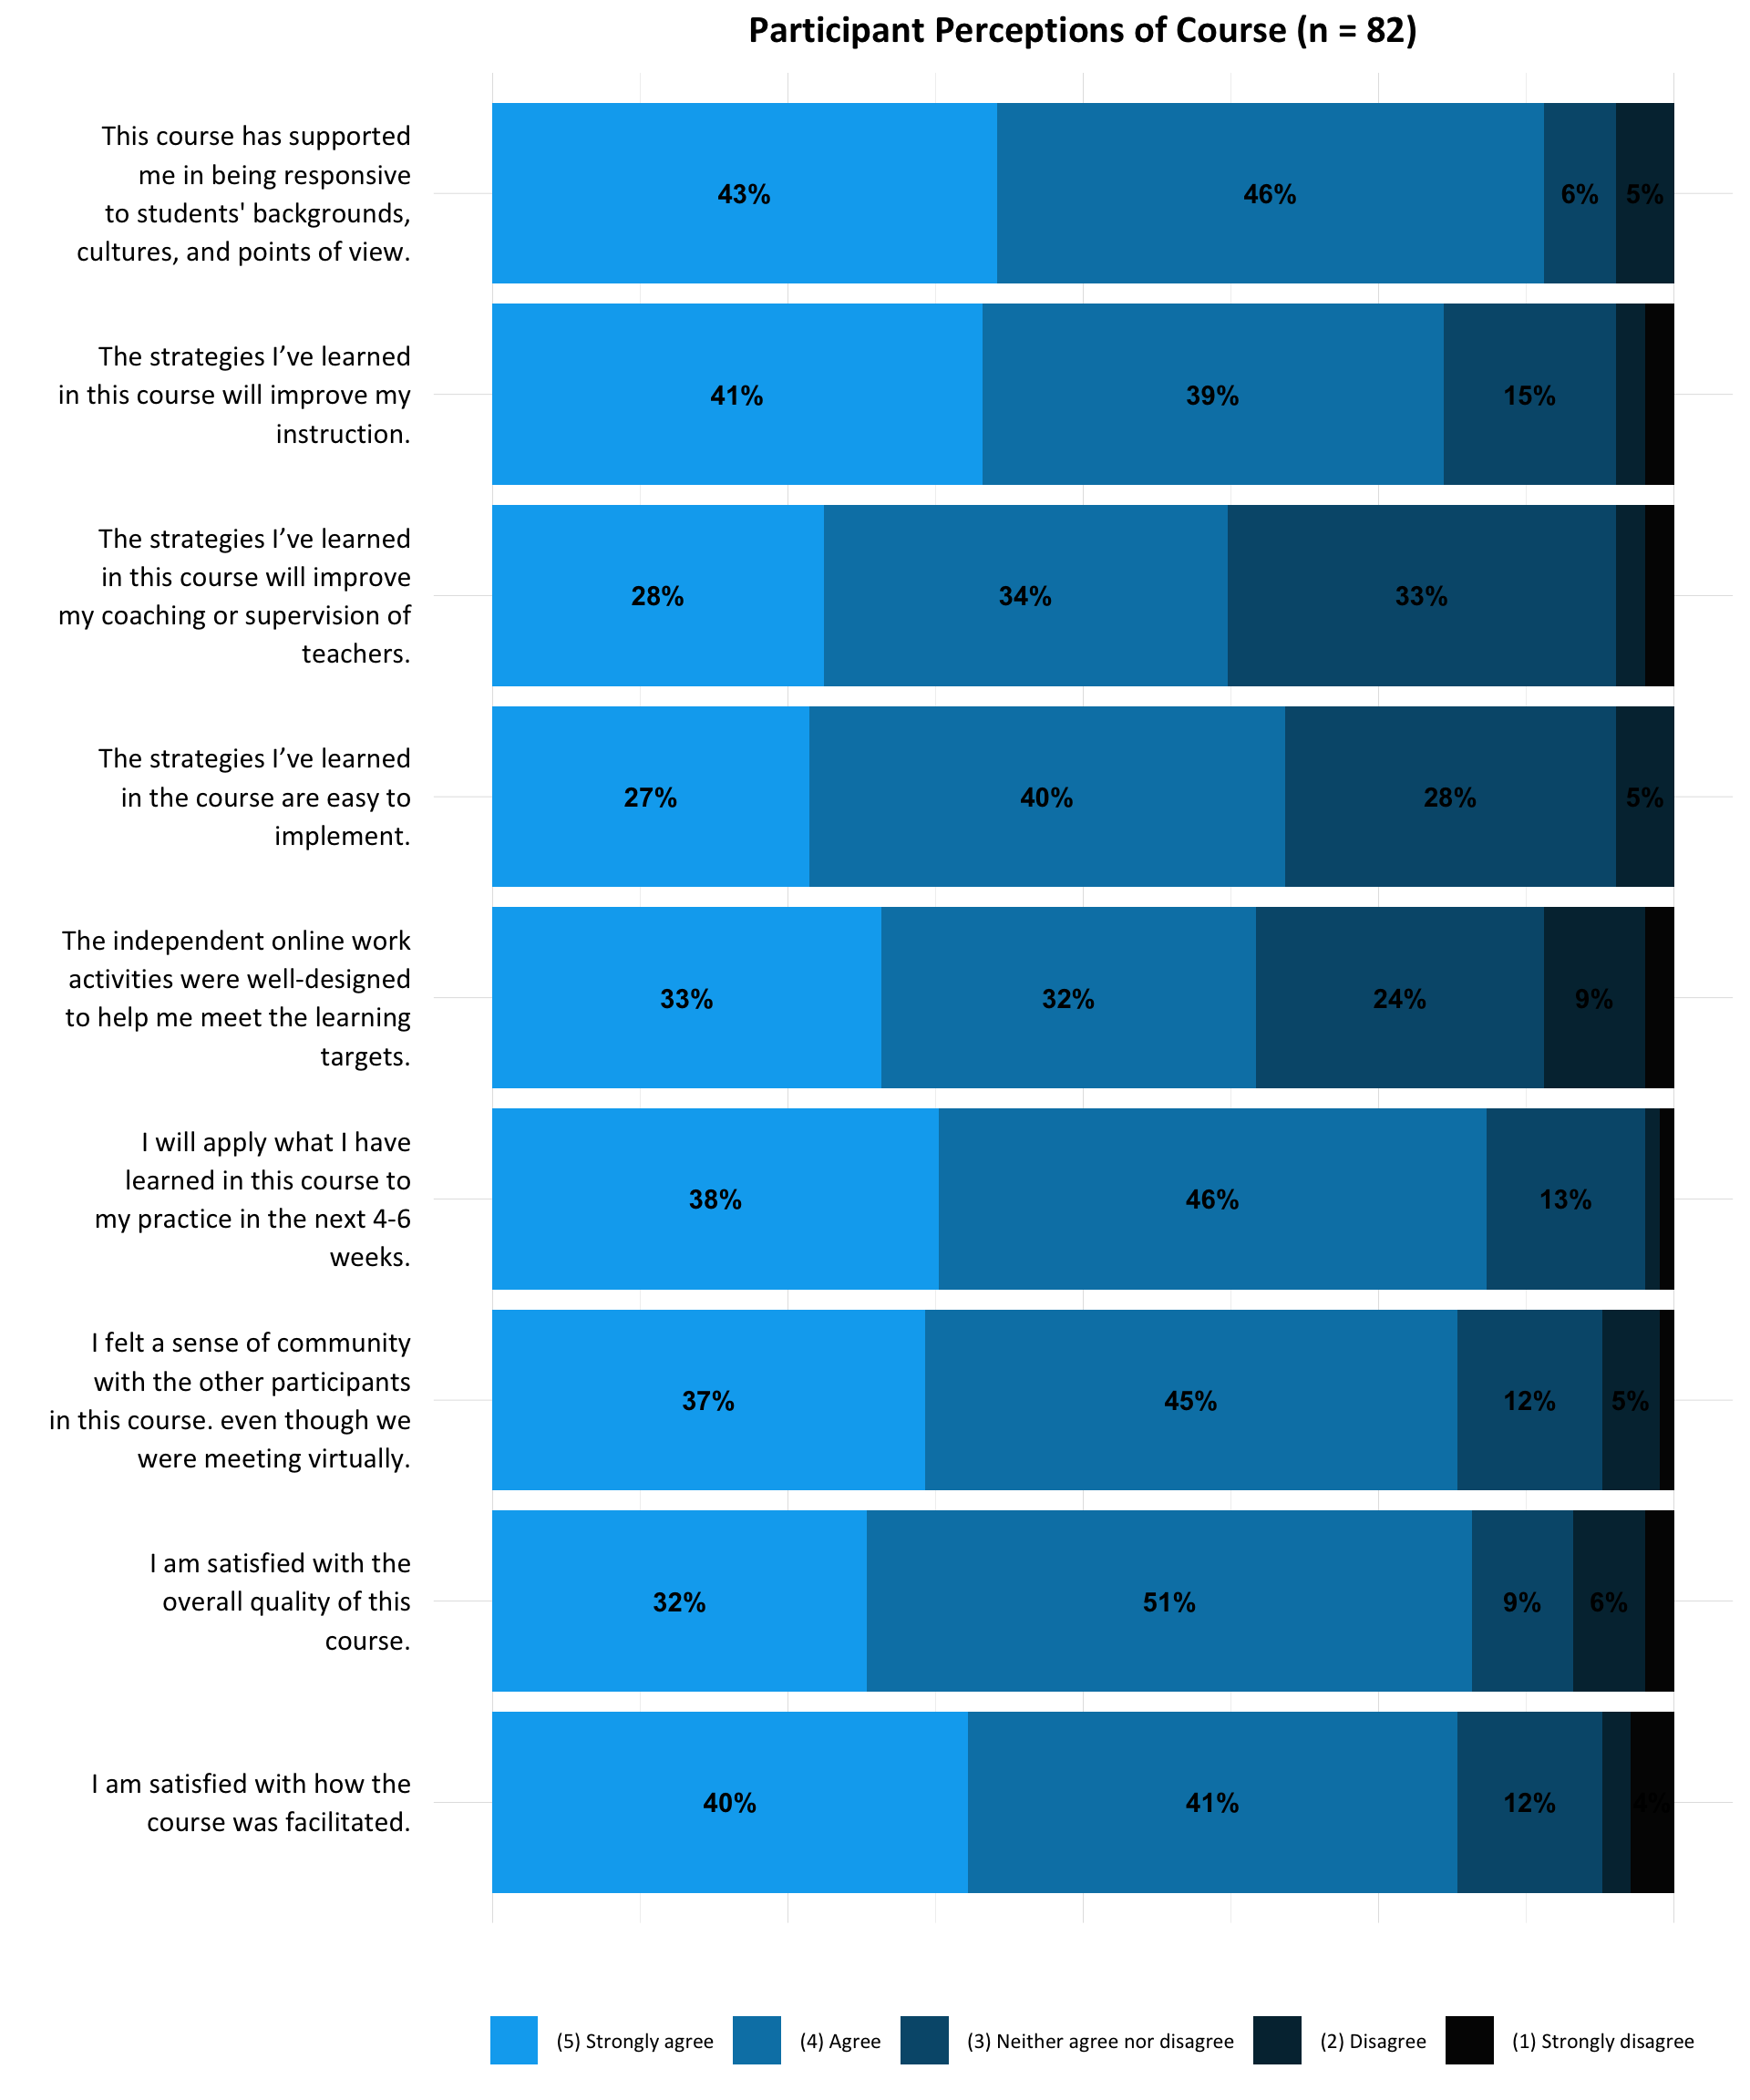 Participant Perceptions of Course (n = 82)
This course has supported
me in being responsive
to students' backgrounds,
cultures, and points of view.
43% 46% 6% 5%
The strategies I’ve learned
in this course will improve my
instruction.
41% 39% 15%
The strategies I’ve learned
in this course will improve
my coaching or supervision of
teachers.
28% 34% 33%
The strategies I’ve learned
in the course are easy to
implement.
27% 40% 28% 5%
The independent online work
activities were well-designed
to help me meet the learning
targets.
33% 32% 24% 9%
I will apply what I have
learned in this course to
my practice in the next 4-6
weeks.
38% 46% 13%
I felt a sense of community
with the other participants
in this course. even though we
were meeting virtually.
37% 45% 12% 5%
I am satisfied with the
overall quality of this
course.
32% 51% 9% 6%
I am satisfied with how the
course was facilitated.
40% 41% 12% 4%
(5) Strongly agree (4) Agree (3) Neither agree nor disagree (2) Disagree (1) Strongly disagree